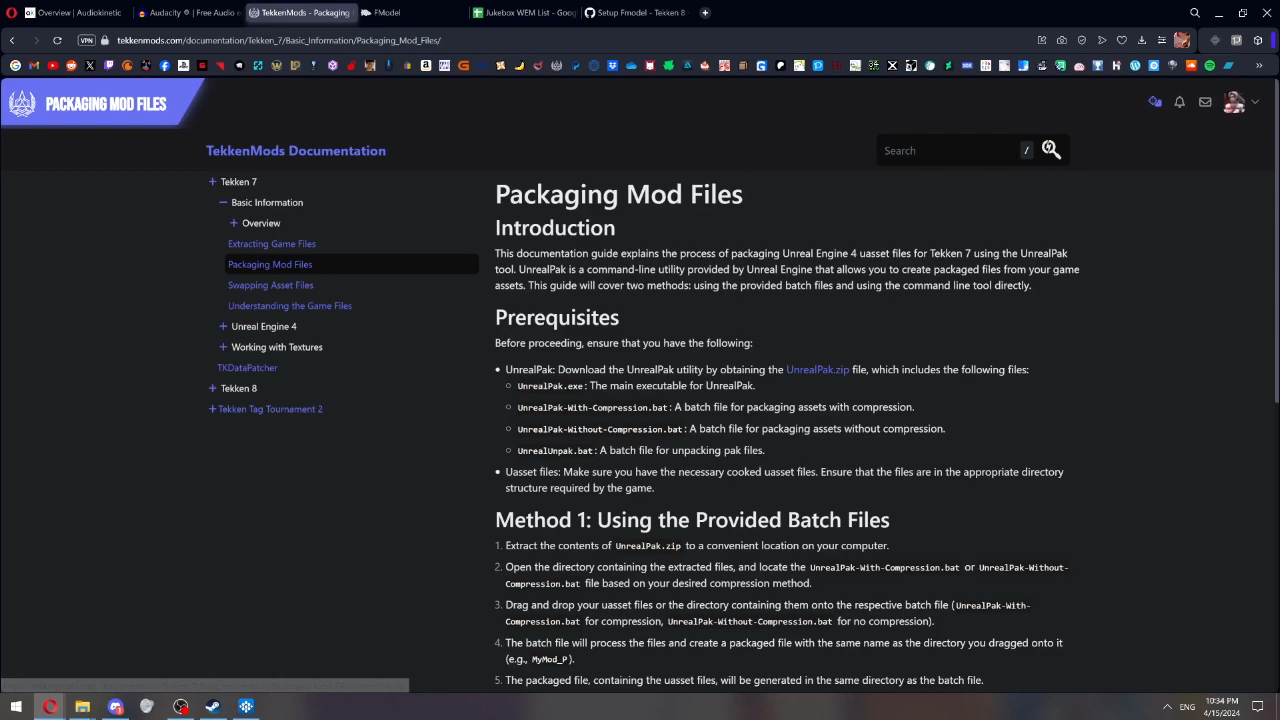 Overview | Audiokinetic
Audacity ® | Free Audio e
TekkenMods - Packaging
FModel
Jukebox WEM List - Goog
Setup Fmodel - Tekken 8
VPN
tekkenmods.com/documentation/Tekken_7/Basic_Information/Packaging_Mod_Files/
PACKAGING MOD FILES
TekkenMods Documentation
Search
/
Tekken 7
Basic Information
Overview
Extracting Game Files
Packaging Mod Files
Swapping Asset Files
Understanding the Game Files
Unreal Engine 4
Working with Textures
TKDataPatcher
Tekken 8
Tekken Tag Tournament 2
Packaging Mod Files
Introduction
This documentation guide explains the process of packaging Unreal Engine 4 uasset files for Tekken 7 using the UnrealPak
tool. UnrealPak is a command-line utility provided by Unreal Engine that allows you to create packaged files from your game
assets. This guide will cover two methods: using the provided batch files and using the command line tool directly.
Prerequisites
Before proceeding, ensure that you have the following:
UnrealPak: Download the UnrealPak utility by obtaining the UnrealPak.zip file, which includes the following files:
UnrealPak.exe: The main executable for UnrealPak.
UnrealPak-With-Compression.bat: A batch file for packaging assets with compression.
UnrealPak-Without-Compression.bat: A batch file for packaging assets without compression.
UnrealUnpak.bat: A batch file for unpacking pak files.
Uasset files: Make sure you have the necessary cooked uasset files. Ensure that the files are in the appropriate directory
structure required by the game.
Method 1: Using the Provided Batch Files
1. Extract the contents of UnrealPak.zip to a convenient location on your computer.
2. Open the directory containing the extracted files, and locate the UnrealPak-With-Compression.bat or UnrealPak-Without-
Compression.bat file based on your desired compression method.
3. Drag and drop your uasset files or the directory containing them onto the respective batch file (UnrealPak-With-
Compression.bat for compression, UnrealPak-Without-Compression.bat for no compression).
4. The batch file will process the files and create a packaged file with the same name as the directory you dragged onto it
(e.g., MyMod_P).
5. The packaged file, containing the uasset files, will be generated in the same directory as the batch file.
ENG
10:34 PM
4/15/2024